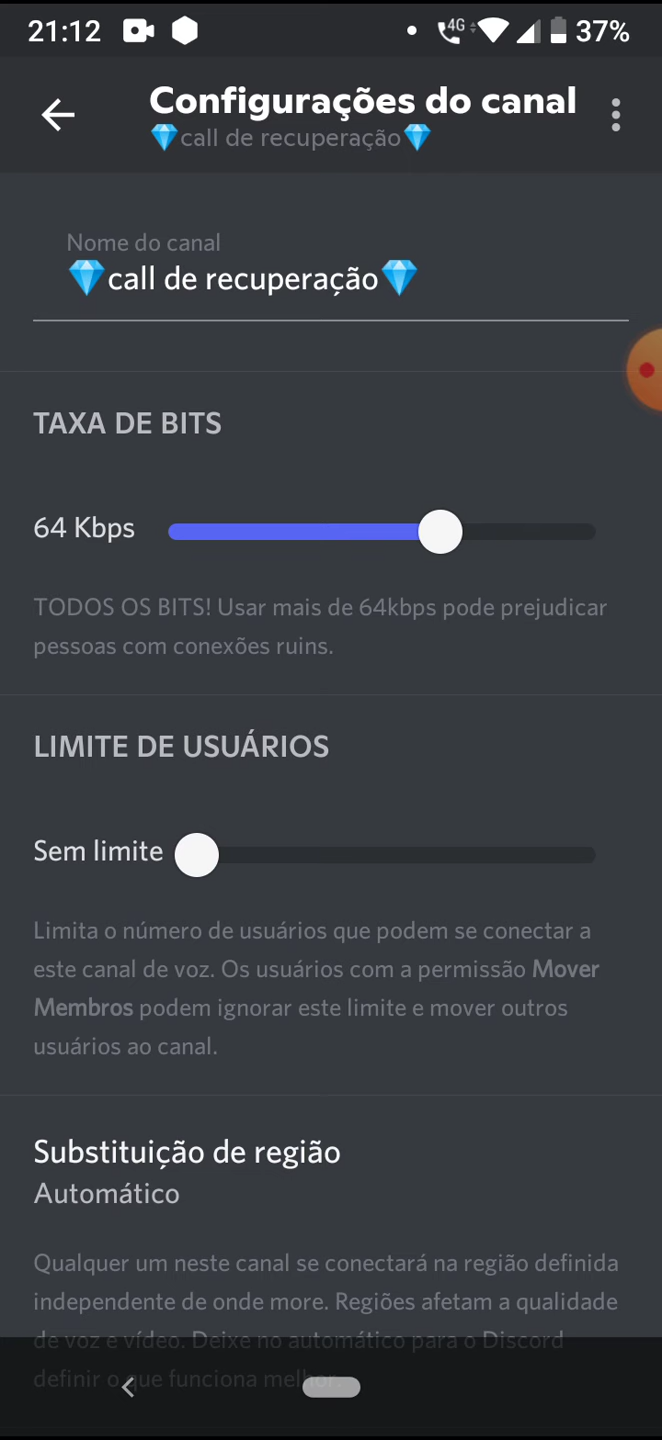 21:12
4G
37%
Configurações do canal
💎call de recuperação💎
Nome do canal
💎call de recuperação💎
TAXA DE BITS
64 Kbps
TODOS OS BITS! Usar mais de 64kbps pode prejudicar
pessoas com conexões ruins.
LIMITE DE USUÁRIOS
Sem limite
Limita o número de usuários que podem se conectar a
este canal de voz. Os usuários com a permissão Mover
Membros podem ignorar este limite e mover outros
usuários ao canal.
Substituição de região
Automático
Qualquer um neste canal se conectará na região definida
independente de onde more. Regiões afetam a qualidade
de voz e vídeo. Deixe no automático para o Discord
definir o que funciona melhor.